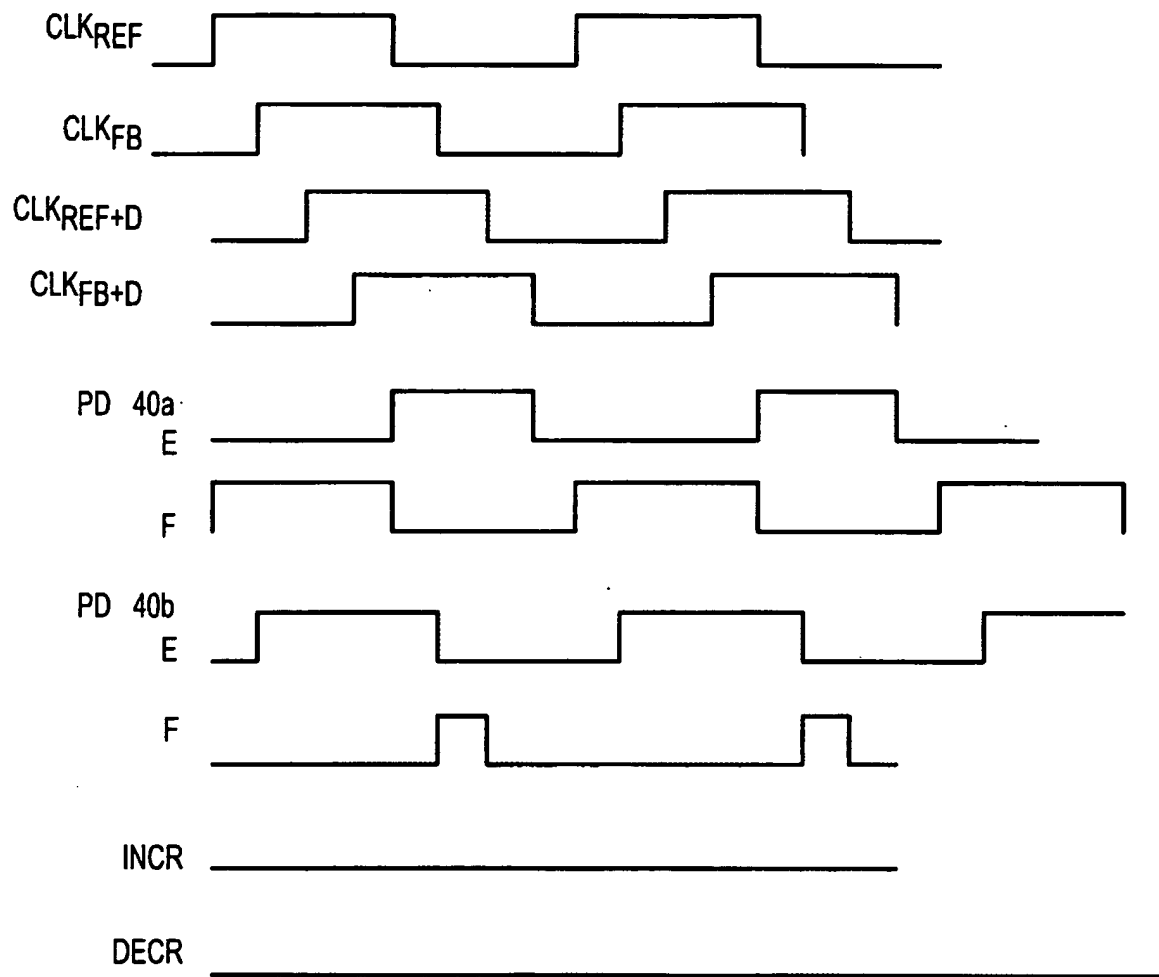 CLKREF
CLKFB
CLKREF+D
CLKFB+D
PD 40a
E
F
PD 40b
E
F
INCR
DECR